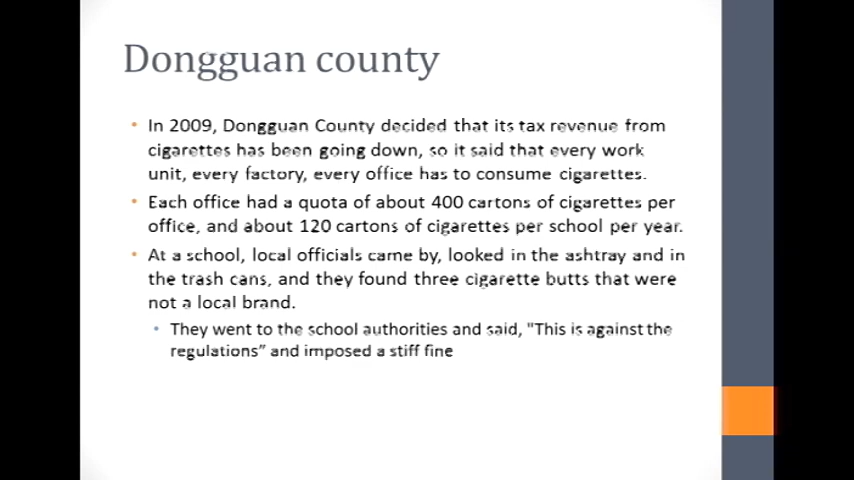 Dongguan county
• In 2009, Dongguan County decided that its tax revenue from
cigarettes has been going down, so it said that every work
unit, every factory, every office has to consume cigarettes.
• Each office had a quota of about 400 cartons of cigarettes per
office, and about 120 cartons of cigarettes per school per year.
• At a school, local officials came by, looked in the ashtray and in
the trash cans, and they found three cigarette butts that were
not a local brand.
• They went to the school authorities and said, "This is against the
regulations” and imposed a stiff fine